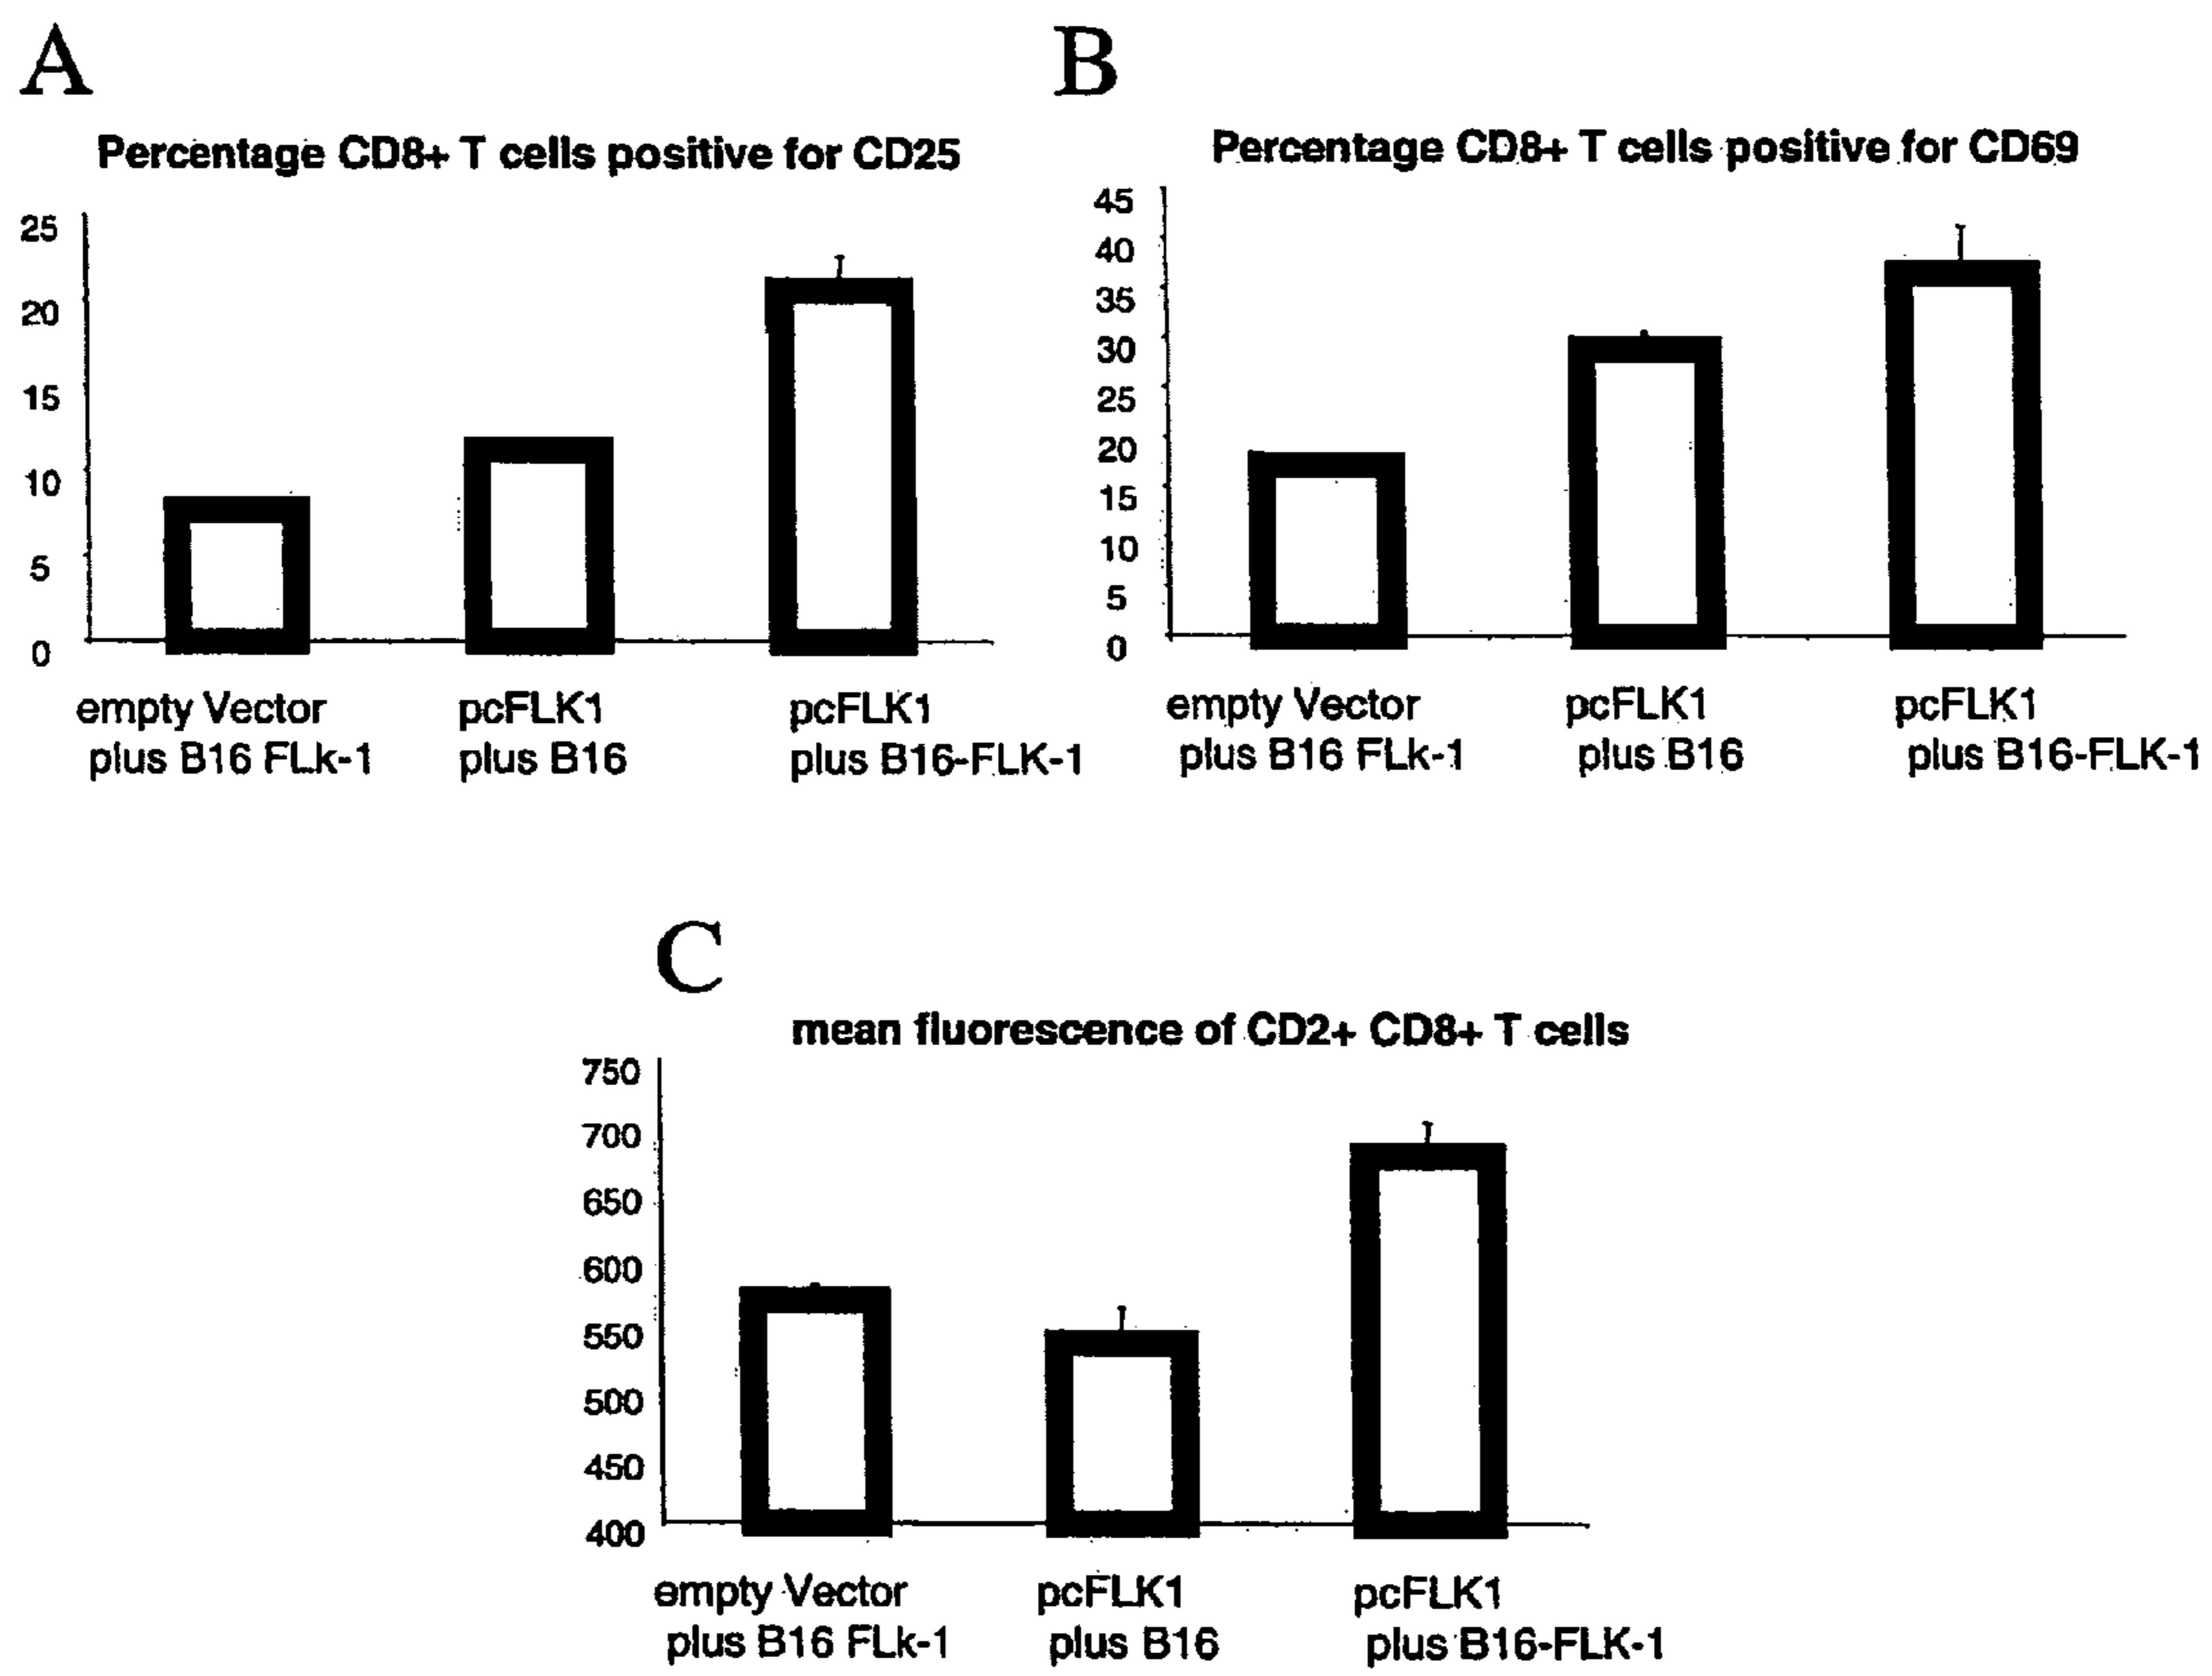 A
Percentage CD8+ T cells positive for CD25
25
20
15
10
5
0
empty Vector
plus B16 FLk-1
pcFLK1
plus B16
pcFLK1
plus B16-FLK-1
B
Percentage CD8+ T cells positive for CD69
45
40
35
30
25
20
15
10
5
0
empty Vector
plus B16 FLk-1
pcFLK1
plus B16
pcFLK1
plus B16-FLK-1
C
mean fluorescence of CD2+ CD8+ T cells
750
700
650
600
550
500
450
400
empty Vector
plus B16 FLk-1
pcFLK1
plus B16
pcFLK1
plus B16-FLK-1